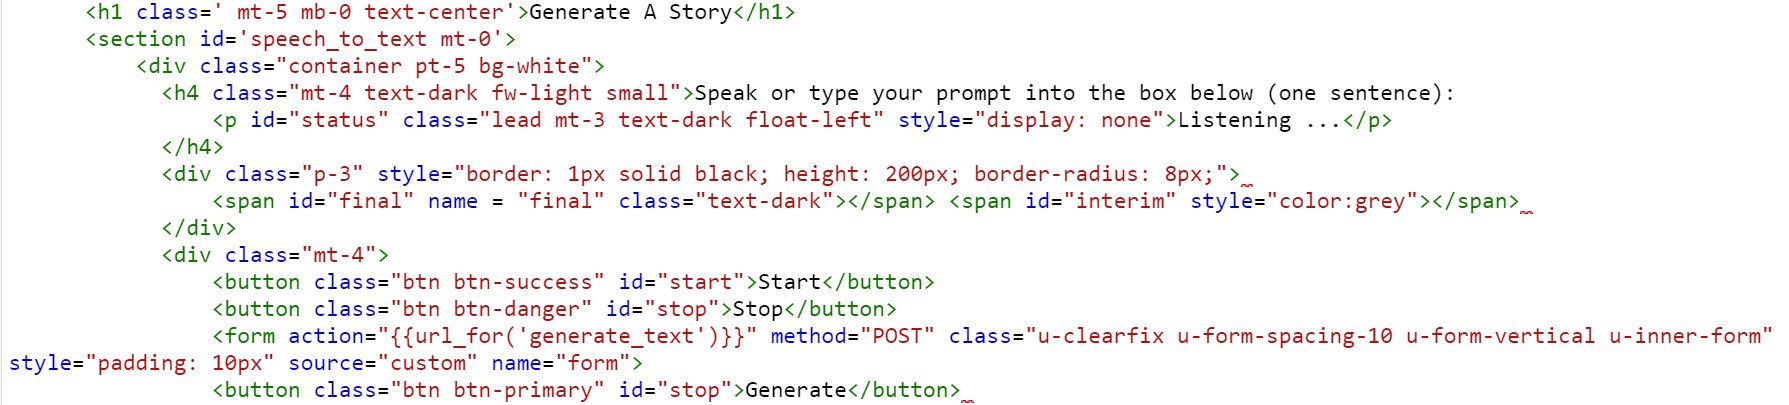 <h1 class=' mt-5 mb-0 text-center'>Generate A Story</h1>
<section id='speech_to_text mt-0'>
<div class="container pt-5 bg-white">
<h4 class="mt-4 text-dark fw-light small">Speak or type your prompt into the box below (one sentence):
<p id="status" class="lead mt-3 text-dark float-left" style="display: none">Listening ...</p>
</h4>
<div class="p-3" style="border: 1px solid black; height: 200px; border-radius: 8px;">
<span id="final" name = "final" class="text-dark"></span> <span id="interim" style="color:grey"></span>
</div>
<div class="mt-4">
<button class="btn btn-success" id="start">Start</button>
<button class="btn btn-danger" id="stop">Stop</button>
<form action="{{url_for('generate_text')}}" method="POST" class="u-clearfix u-form-spacing-10 u-form-vertical u-inner-form"
style="padding: 10px" source="custom" name="form">
<button class="btn btn-primary" id="stop">Generate</button>